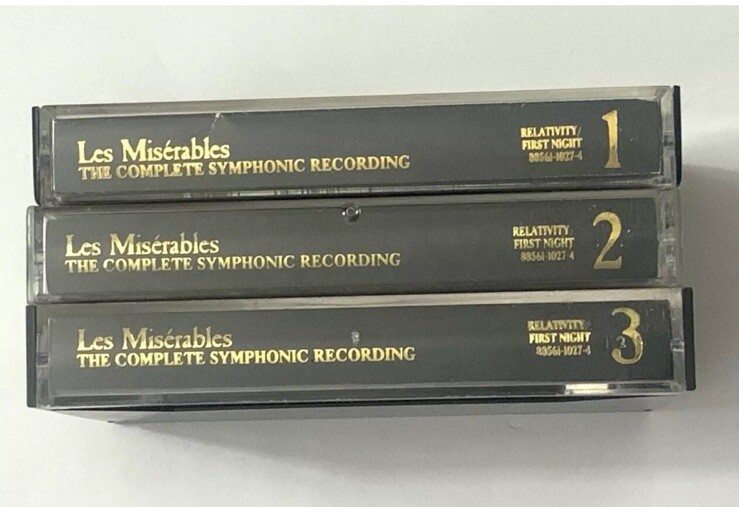 Les Misérables
THE COMPLETE SYMPHONIC RECORDING
RELATIVITY/
FIRST NIGHT
88561-1027-4
1
Les Misérables
THE COMPLETE SYMPHONIC RECORDING
RELATIVITY
FIRST NIGHT
88561-1027-4
2
Les Misérables
THE COMPLETE SYMPHONIC RECORDING
RELATIVITY
FIRST NIGHT
88561-1027-4
3